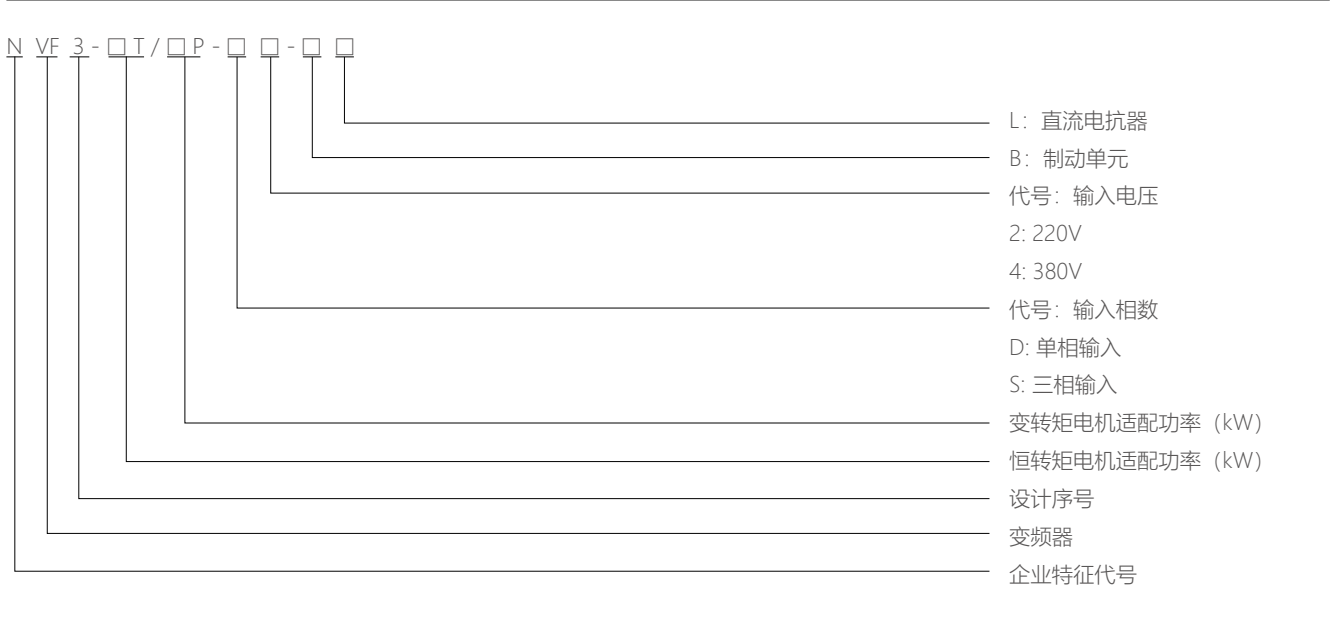 N VF 3-□T/□P-□ □-□ □
L：直流电抗器
B：制动单元
代号：输入电压
2: 220V
4: 380V
代号：输入相数
D: 单相输入
S: 三相输入
变转矩电机适配功率（kW）
恒转矩电机适配功率（kW）
设计序号
变频器
企业特征代号